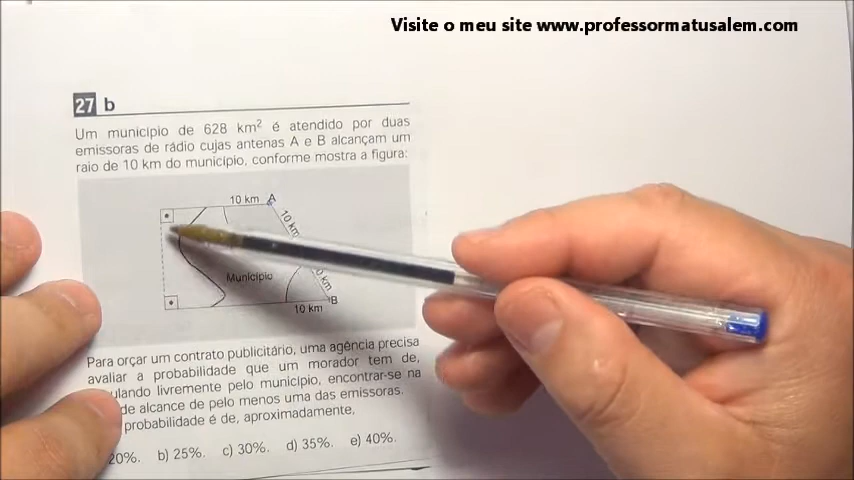 Visite o meu site www.professormatusalem.com
27 b
Um município de 628 km² é atendido por duas
emissoras de rádio cujas antenas A e B alcançam um
raio de 10 km do município, conforme mostra a figura:
10 km A
10 km
Município
km
B
10 km
Para orçar um contrato publicitário, uma agência precisa
avaliar a probabilidade que um morador tem de,
ulando livremente pelo município, encontrar-se na
de alcance de pelo menos uma das emissoras.
probabilidade é de, aproximadamente,
20%. b) 25%. c) 30%. d) 35%. e) 40%.